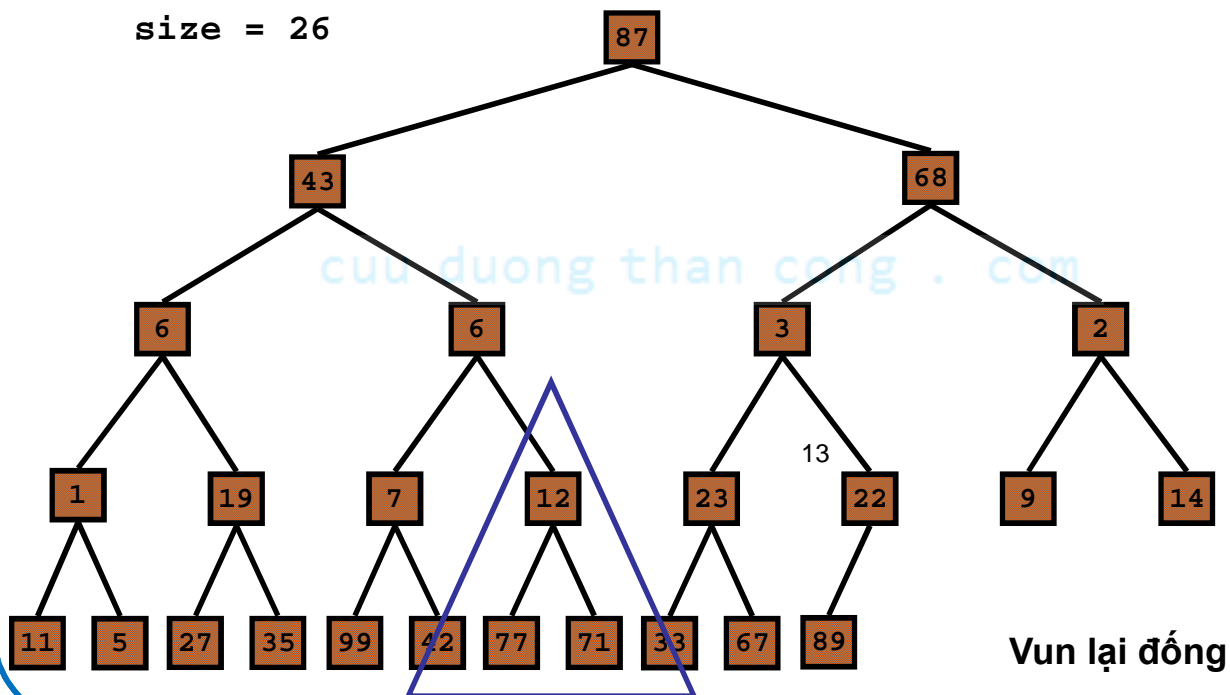 size = 26
87
43 68
cuu duong than cong . com
6 6 3 2
13
1 19 7 12 23 22 9 14
11 5 27 35 99 42 77 71 33 67 89
Vun lại đống